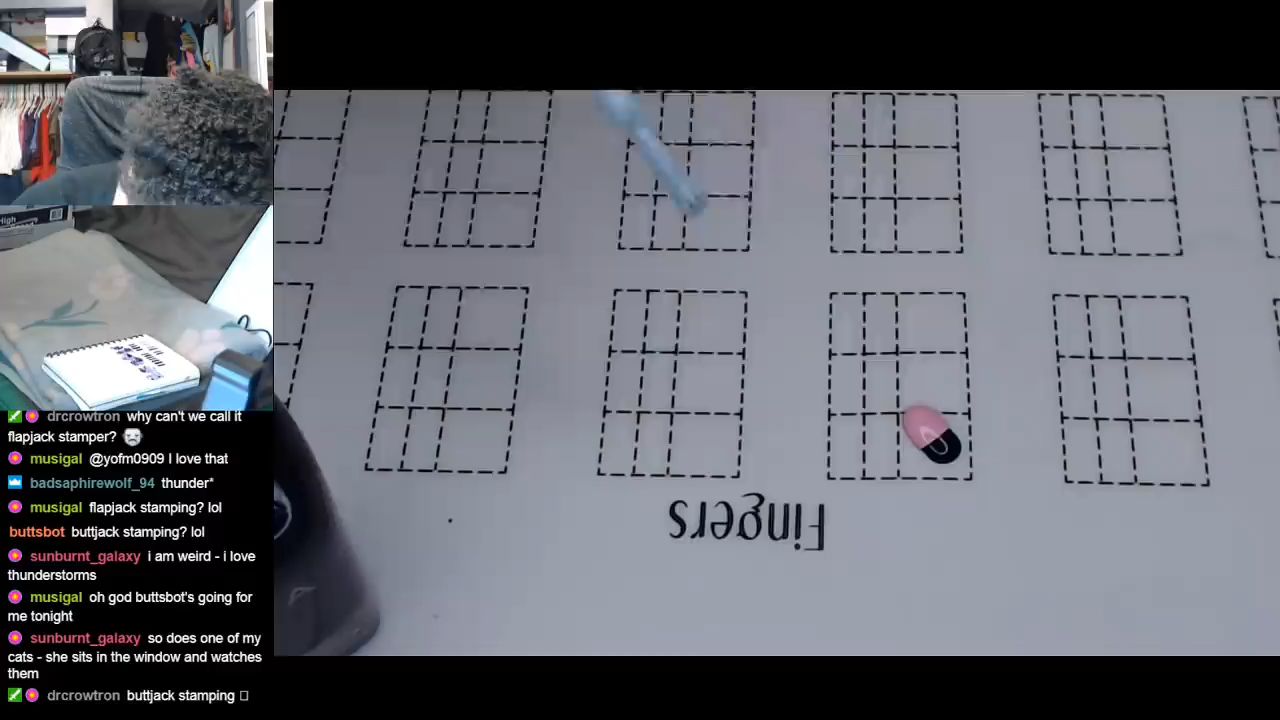 High
drcrowtron why can't we call it
flapjack stamper?
musigal @yofm0909 I love that
badsaphirewolf_94 thunder*
musigal flapjack stamping? lol
buttsbot buttjack stamping? lol
sunburnt_galaxy i am weird - i love
thunderstorms
musigal oh god buttsbot's going for
me tonight
sunburnt_galaxy so does one of my
cats - she sits in the window and watches
them
drcrowtron buttjack stamping
Fingers